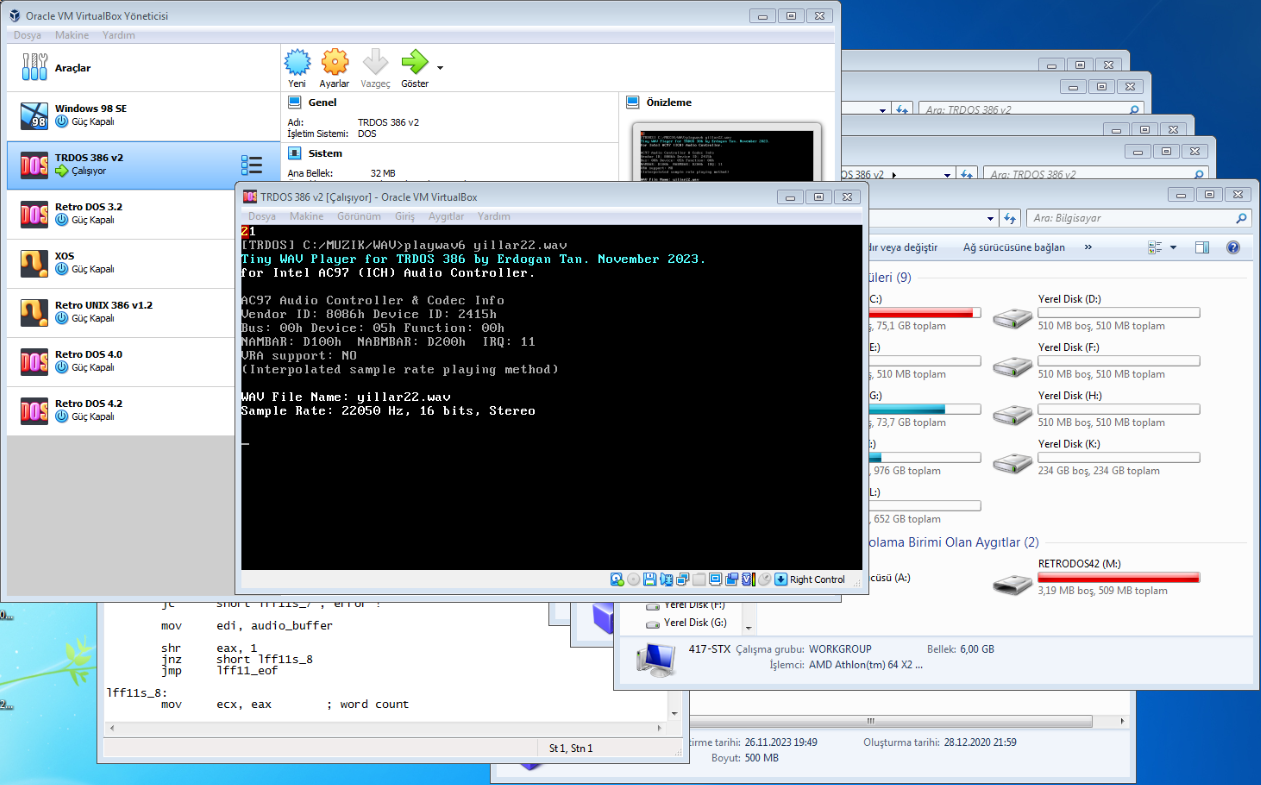 Oracle VM VirtualBox Yöneticisi
Dosya Makine Yardım
Araçlar
Yeni Ayarlar Vazgeç Göster
Windows 98 SE
Güç Kapalı
TRDOS 386 v2
Çalışıyor
Retro DOS 3.2
Güç Kapalı
XOS
Güç Kapalı
Retro UNIX 386 v1.2
Güç Kapalı
Retro DOS 4.0
Güç Kapalı
Retro DOS 4.2
Güç Kapalı
Genel
Adı: TRDOS 386 v2
İşletim Sistemi: DOS
Sistem
Ana Bellek: 32 MB
Önizleme
TRDOS 386 v2 [Çalışıyor] - Oracle VM VirtualBox
Dosya Makine Görünüm Giriş Aygıtlar Yardım
21
[TRDOS] C:/MUZIK/WAV>playwav6 yillar22.wav
Tiny WAV Player for TRDOS 386 by Erdogan Tan. November 2023.
for Intel AC97 (ICH) Audio Controller.
AC97 Audio Controller & Codec Info
Vendor ID: 8086h Device ID: 2415h
Bus: 00h Device: 05h Function: 00h
NAMBAR: D100h NABMBAR: D200h IRQ: 11
VRA support: NO
(Interpolated sample rate playing method)
WAV File Name: yillar22.wav
Sample Rate: 22050 Hz, 16 bits, Stereo
Right Control
Ara: TRDOS 386 v2
OS 386 v2
Ara: TRDOS 386 v2
Ara: Bilgisayar
dır veya değiştir Ağ sürücüsüne bağlan »
üleri (9)
C:)
75,1 GB toplam
Yerel Disk (D:)
510 MB boş, 510 MB toplam
E:)
510 MB toplam
Yerel Disk (F:)
510 MB boş, 510 MB toplam
G:)
73,7 GB toplam
Yerel Disk (H:)
510 MB boş, 510 MB toplam
:)
976 GB toplam
Yerel Disk (K:)
234 GB boş, 234 GB toplam
L:)
652 GB toplam
olama Birimi Olan Aygıtlar (2)
cüsü (A:)
RETRODOS42 (M:)
3,19 MB boş, 509 MB toplam
Yerel Disk (F:)
Yerel Disk (G:)
417-STX Çalışma grubu: WORKGROUP Bellek: 6,00 GB
İşlemci: AMD Athlon(tm) 64 X2 ...
jc short lff11s_7 ; error !
mov edi, audio_buffer
shr eax, 1
jnz short lff11s_8
jmp lff11_eof
lff11s_8:
mov ecx, eax ; word count
St 1, Stn 1
irme tarihi: 26.11.2023 19:49 Oluşturma tarihi: 28.12.2020 21:59
Boyut: 500 MB